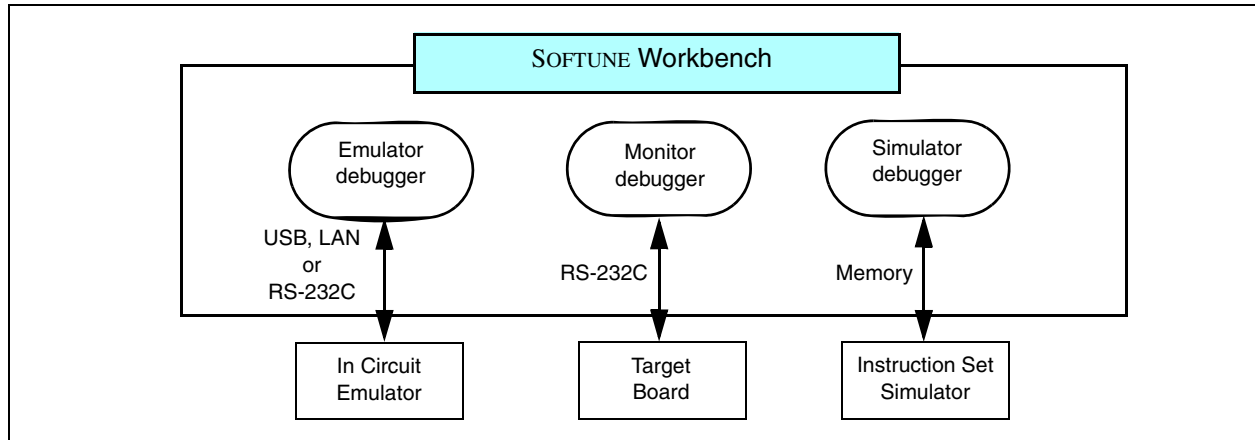 SOFTUNE Workbench
Emulator
debugger
Monitor
debugger
Simulator
debugger
USB, LAN
or
RS-232C
RS-232C
Memory
In Circuit
Emulator
Target
Board
Instruction Set
Simulator